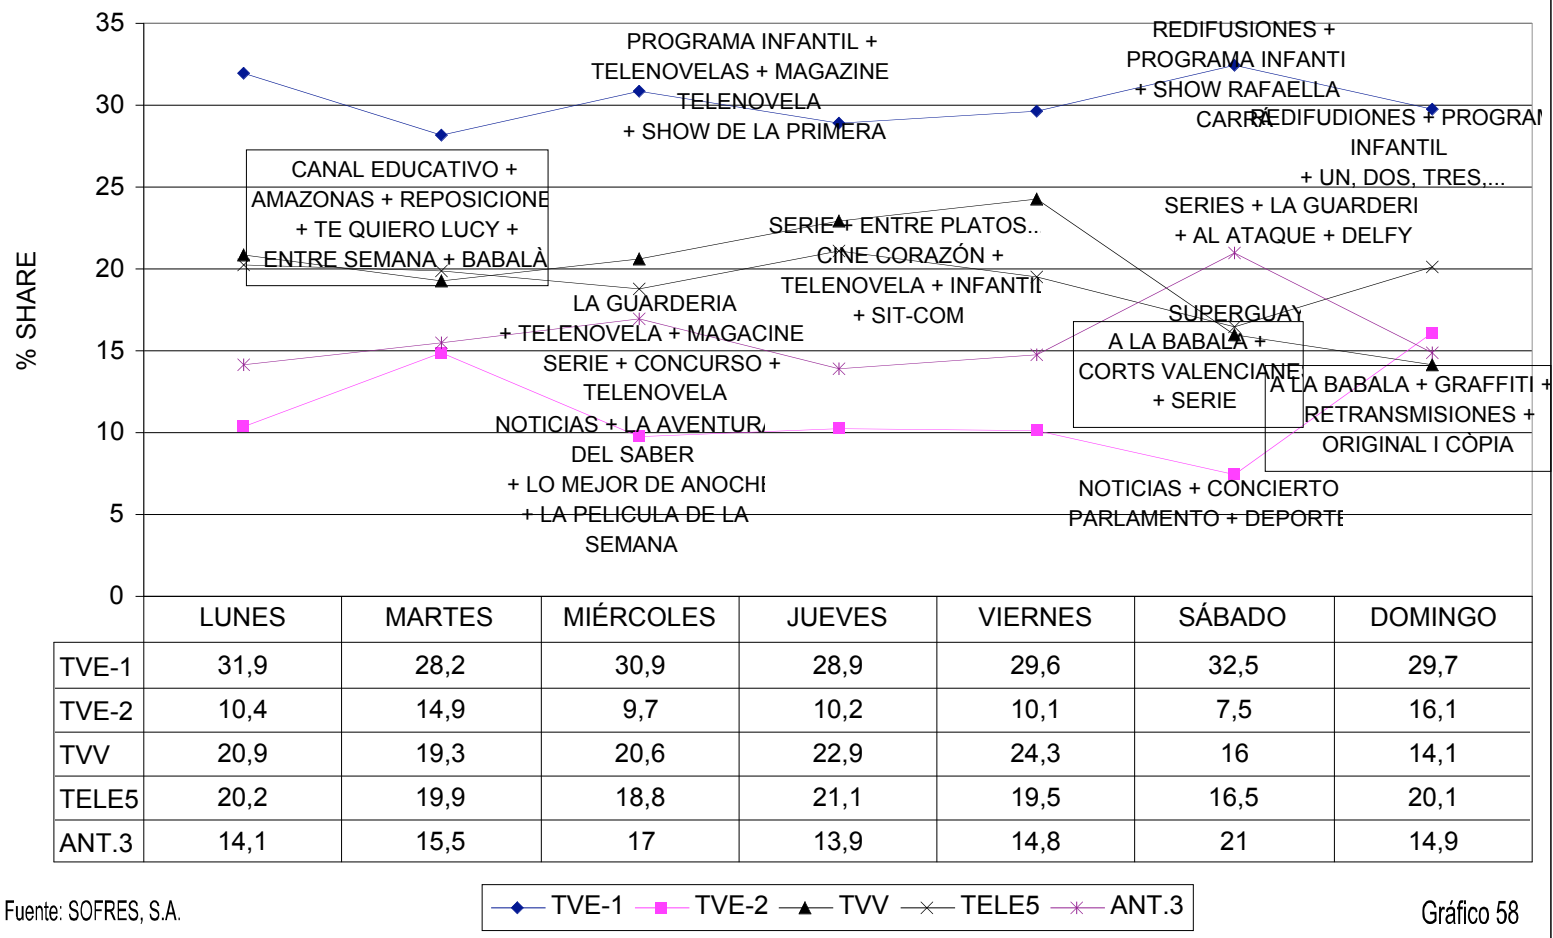 35
30
25
20
15
10
5
0
% SHARE
PROGRAMA INFANTIL +
TELENOVELAS + MAGAZINE
TELENOVELA
+ SHOW DE LA PRIMERA
REDIFUSIONES +
PROGRAMA INFANTI
+ SHOW RAFAELLA
CARRÁ
REDIFUDIONES + PROGRAM
INFANTIL
+ UN, DOS, TRES,...
CANAL EDUCATIVO +
AMAZONAS + REPOSICIONE
+ TE QUIERO LUCY +
ENTRE SEMANA + BABALÀ
SERIE + ENTRE PLATOS...
CINE CORAZÓN +
TELENOVELA + INFANTIL
+ SIT-COM
SERIES + LA GUARDERI
+ AL ATAQUE + DELFY
LA GUARDERIA
+ TELENOVELA + MAGACINE
SERIE + CONCURSO +
TELENOVELA
SUPERGUAY
A LA BABALÀ +
CORTS VALENCIANE
+ SERIE
A LA BABALA + GRAFFITI +
RETRANSMISIONES +
ORIGINAL I CÒPIA
NOTICIAS + LA AVENTURA
DEL SABER
+ LO MEJOR DE ANOCHE
+ LA PELICULA DE LA
SEMANA
NOTICIAS + CONCIERTO
PARLAMENTO + DEPORTE
LUNES MARTES MIÉRCOLES JUEVES VIERNES SÁBADO DOMINGO
TVE-1 31,9 28,2 30,9 28,9 29,6 32,5 29,7
TVE-2 10,4 14,9 9,7 10,2 10,1 7,5 16,1
TVV 20,9 19,3 20,6 22,9 24,3 16 14,1
TELE5 20,2 19,9 18,8 21,1 19,5 16,5 20,1
ANT.3 14,1 15,5 17 13,9 14,8 21 14,9
TVE-1 TVE-2 TVV TELE5 ANT.3
Fuente: SOFRES, S.A.
Gráfico 58